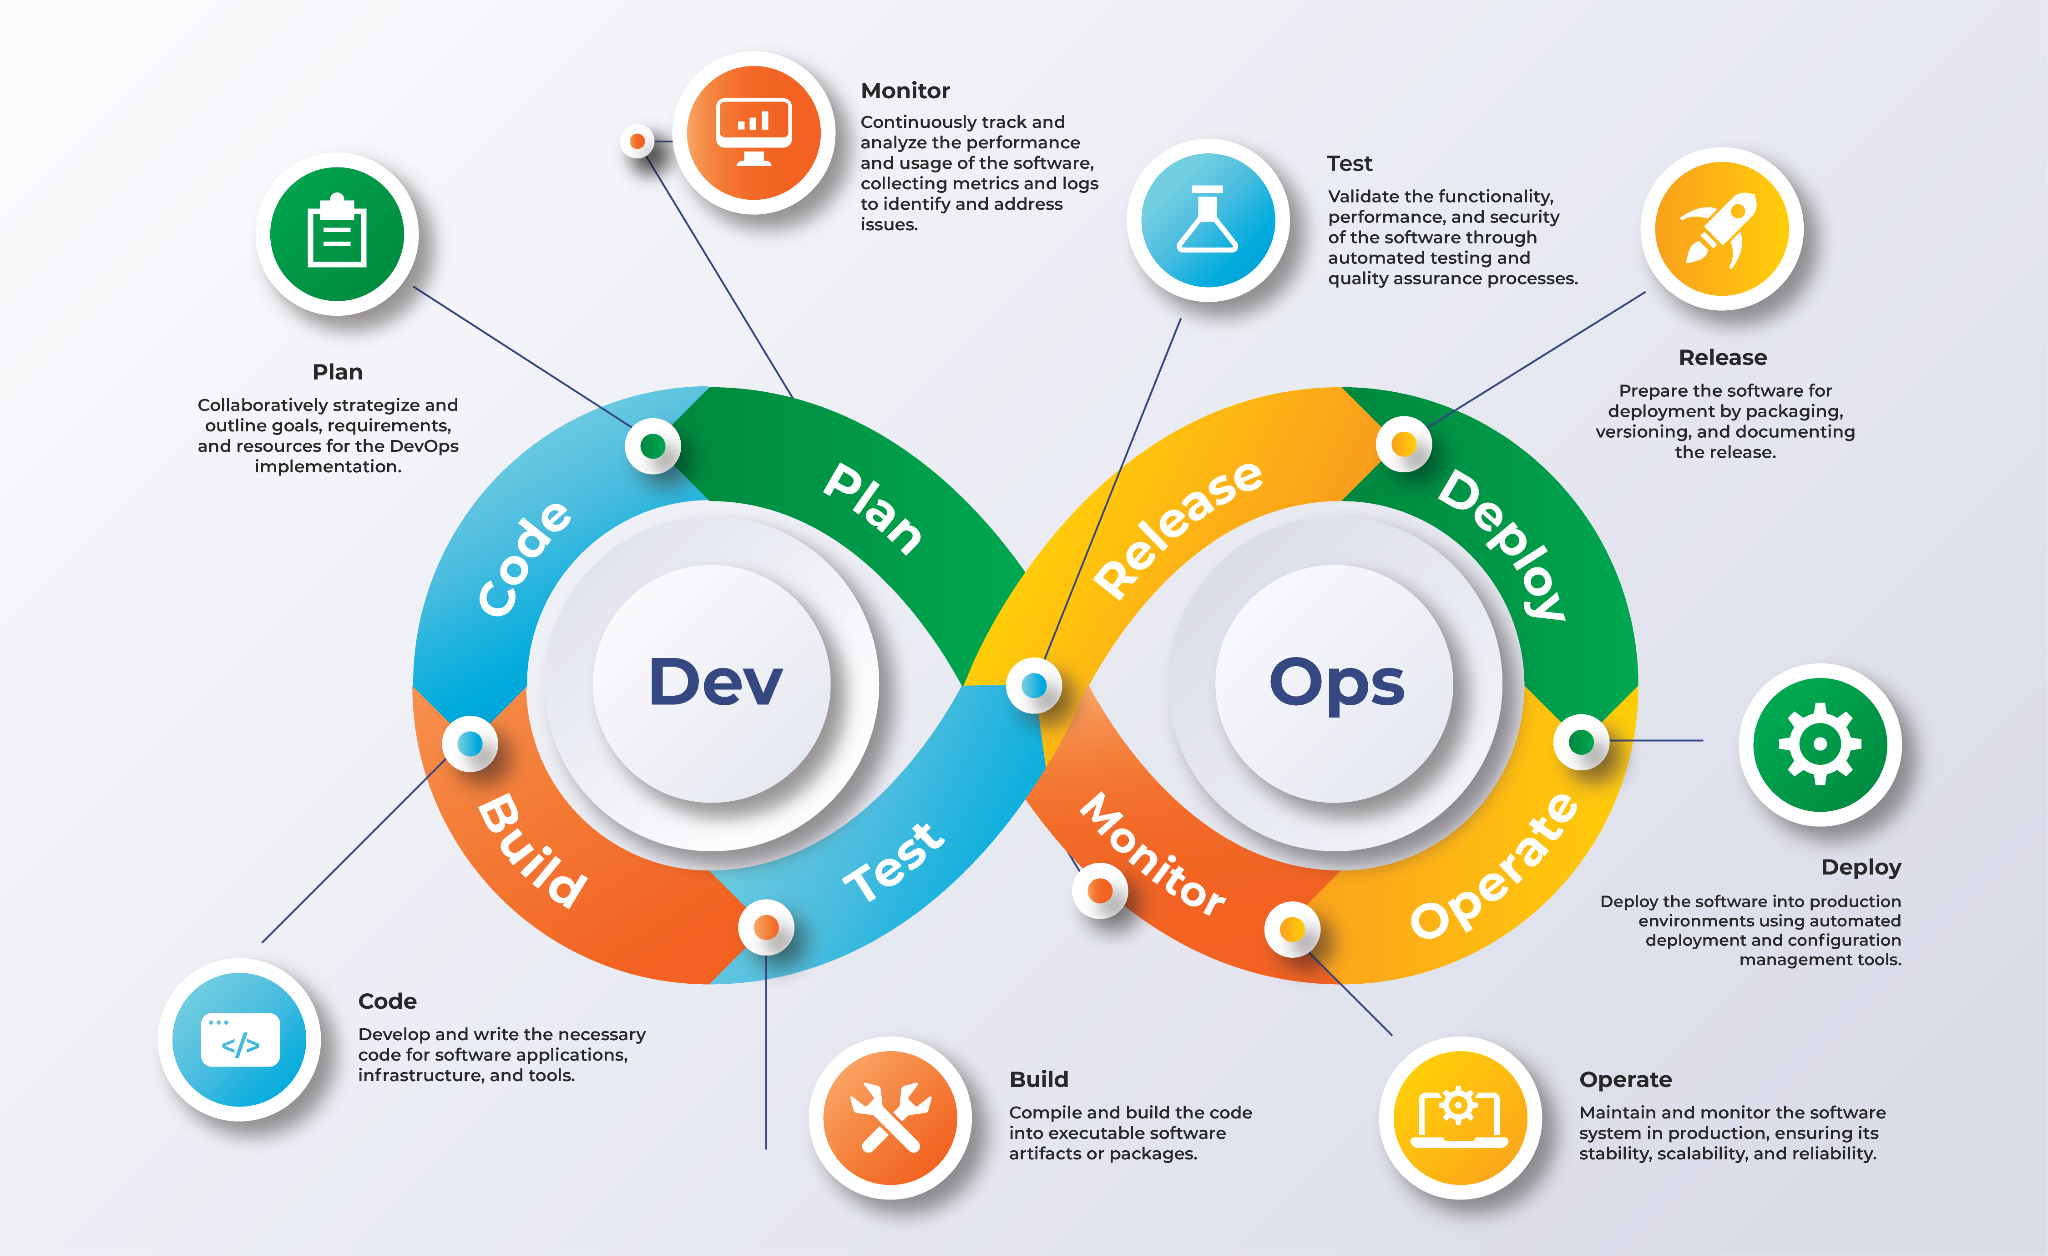 Monitor
Continuously track and
analyze the performance
and usage of the software,
collecting metrics and logs
to identify and address
issues.
Test
Validate the functionality,
performance, and security
of the software through
automated testing and
quality assurance processes.
Plan
Collaboratively strategize and
outline goals, requirements,
and resources for the DevOps
implementation.
Release
Prepare the software for
deployment by packaging,
versioning, and documenting
the release.
Code
Plan
Build
Test
Dev
Release
Deploy
Monitor
Operate
Ops
Deploy
Deploy the software into production
environments using automated
deployment and configuration
management tools.
Code
Develop and write the necessary
code for software applications,
infrastructure, and tools.
</>
Build
Compile and build the code
into executable software
artifacts or packages.
Operate
Maintain and monitor the software
system in production, ensuring its
stability, scalability, and reliability.